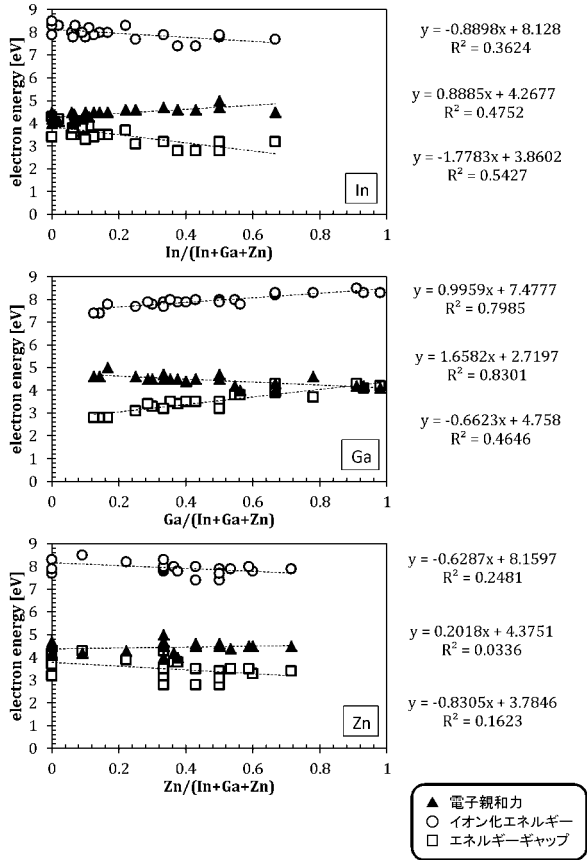 electron energy [eV]
9
8
7
6
5
4
3
2
1
0
0 0.2 0.4 0.6 0.8 1
In/(In+Ga+Zn)
In
y = -0.8898x + 8.128
R² = 0.3624
y = 0.8885x + 4.2677
R² = 0.4752
y = -1.7783x + 3.8602
R² = 0.5427
electron energy [eV]
9
8
7
6
5
4
3
2
1
0
0 0.2 0.4 0.6 0.8 1
Ga/(In+Ga+Zn)
Ga
y = 0.9959x + 7.4777
R² = 0.7985
y = 1.6582x + 2.7197
R² = 0.8301
y = -0.6623x + 4.758
R² = 0.4646
electron energy [eV]
9
8
7
6
5
4
3
2
1
0
0 0.2 0.4 0.6 0.8 1
Zn/(In+Ga+Zn)
Zn
y = -0.6287x + 8.1597
R² = 0.2481
y = 0.2018x + 4.3751
R² = 0.0336
y = -0.8305x + 3.7846
R² = 0.1623
電子親和力
イオン化エネルギー
エネルギーギャップ